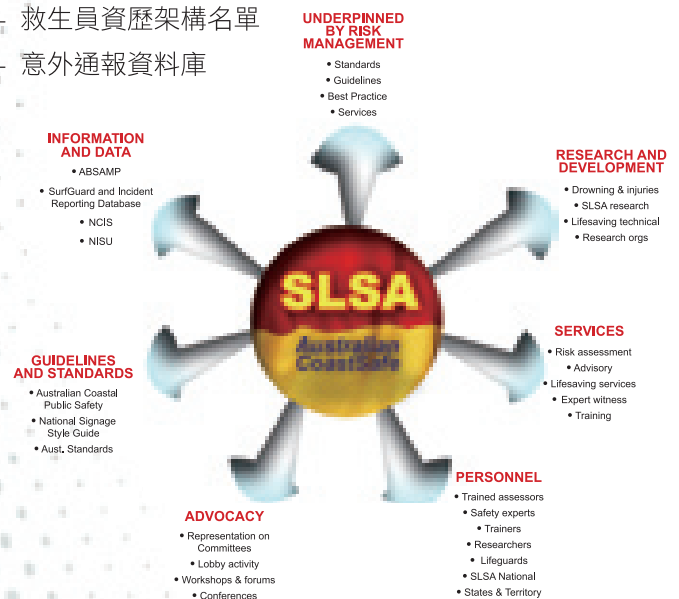 - 救生員資歷架構名單
- 意外通報資料庫
UNDERPINNED
BY RISK
MANAGEMENT
• Standards
• Guidelines
• Best Practice
• Services
INFORMATION
AND DATA
• ABSAMP
• SurfGuard and Incident
Reporting Database
• NCIS
• NISU
RESEARCH AND
DEVELOPMENT
• Drowning & injuries
• SLSA research
• Lifesaving technical
• Research orgs
SLSA
Australian
CoastSafe
GUIDELINES
AND STANDARDS
• Australian Coastal
Public Safety
• National Signage
Style Guide
• Aust. Standards
SERVICES
• Risk assessment
• Advisory
• Lifesaving services
• Expert witness
• Training
ADVOCACY
• Representation on
Committees
• Lobby activity
• Workshops & forums
• Conferences
PERSONNEL
• Trained assessors
• Safety experts
• Trainers
• Researchers
• Lifeguards
• SLSA National
• States & Territory